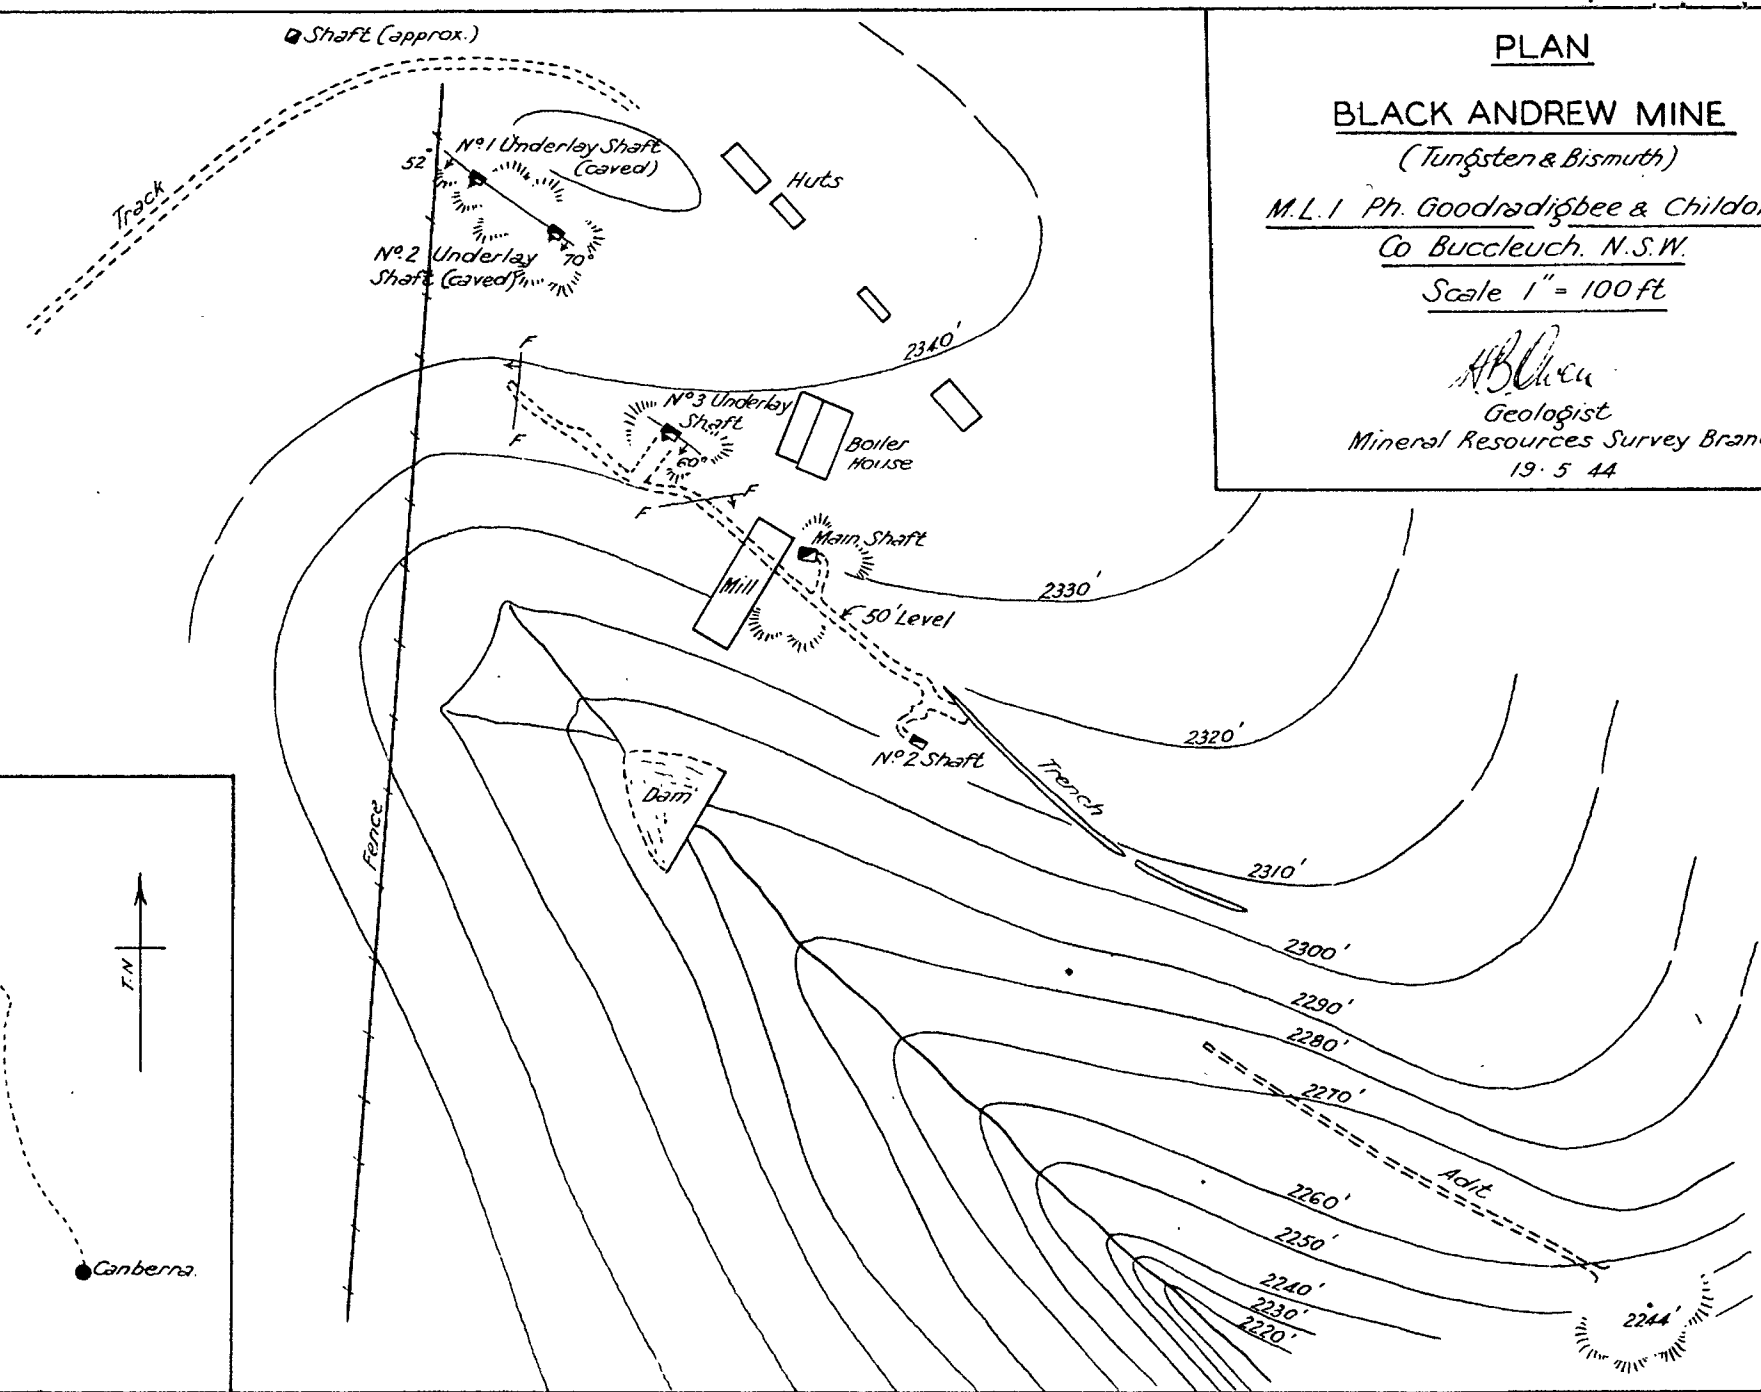 PLAN
BLACK ANDREW MINE
(Tungsten & Bismuth)
M.L.1 Ph. Goodradigbee & Childo
Co Buccleuch. N.S.W.
Scale 1" = 100 ft
H.B. Owen
Geologist
Mineral Resources Survey Bran
19· 5 44
Shaft (approx.)
Track
52°
Nº1 Underlay Shaft
(caved)
Huts
Nº2 Underlay
Shaft (caved)
70°
2340'
F
F
Nº3 Underlay
Shaft
60°
Boiler
House
F
F
Main Shaft
Mill
2330'
50' Level
2320'
Nº2 Shaft
Trench
Dam
Fence
2310'
2300'
2290'
2280'
2270'
Adit
2260'
2250'
2240'
2230'
2220'
2244'
T.N
Canberra.